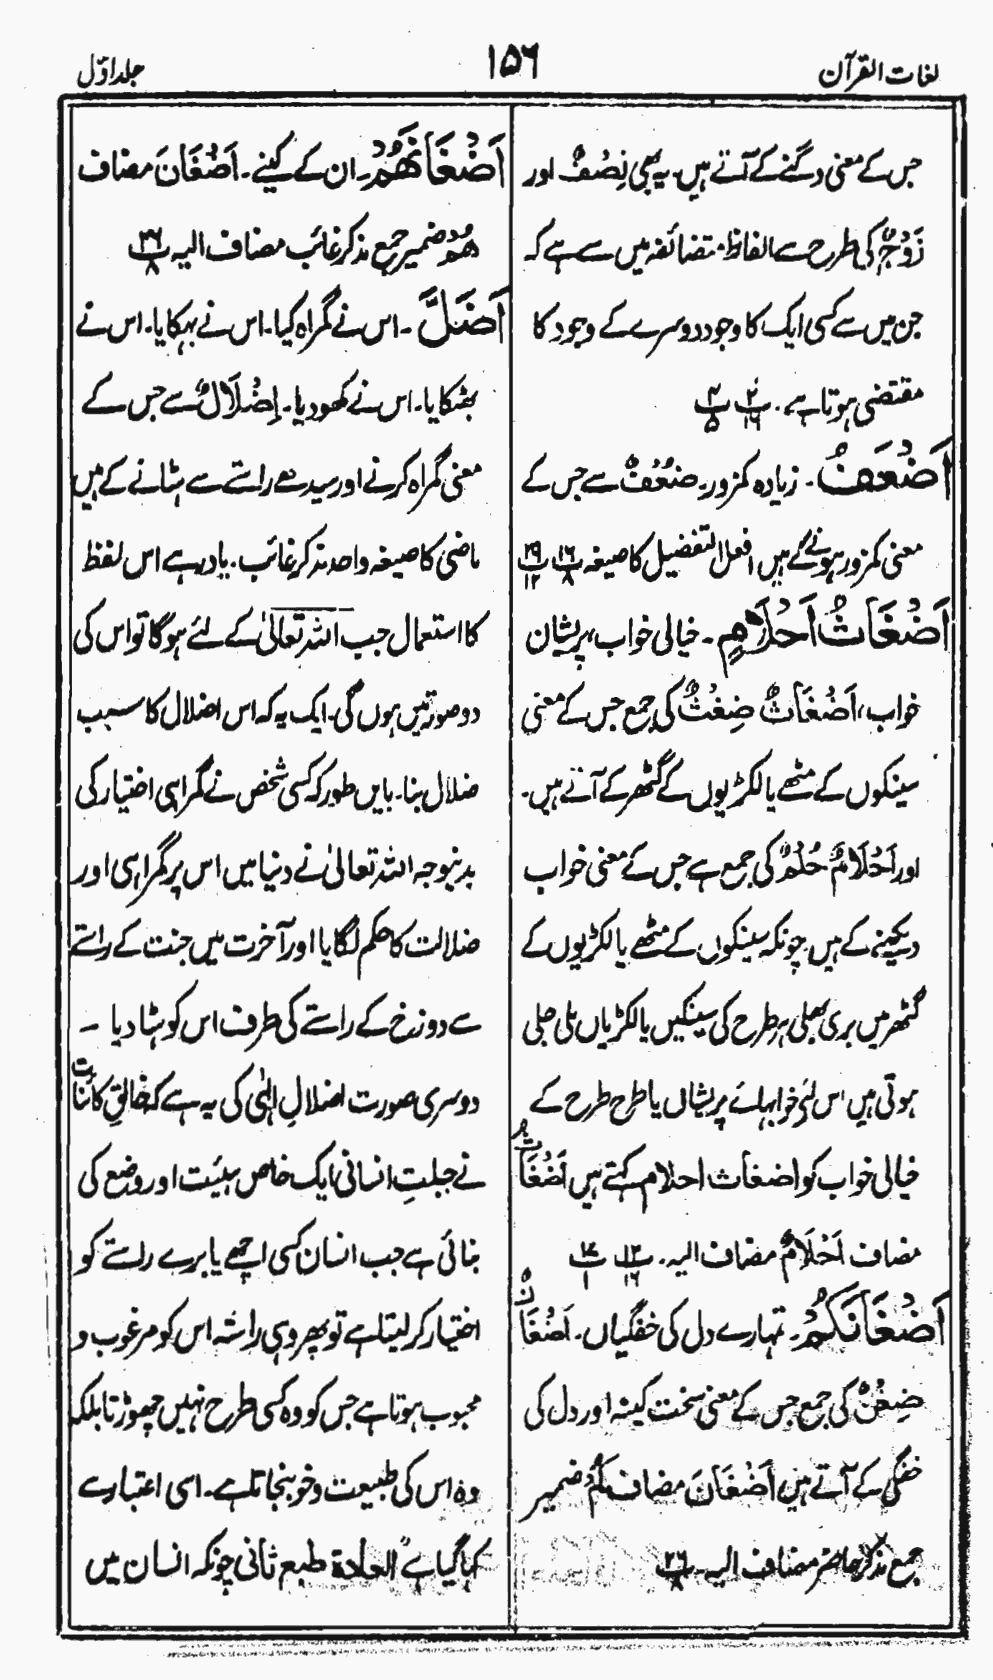 لغات القرآن
۱۵۶
جلد اوّل
جس کے معنی دگنے کے آتے ہیں۔ یہ بھی نِصْفٌ اور
زَوْجٌ کی طرح سے الفاظ متضائفہ میں سے ہے کہ
جن میں سے کسی ایک کا وجود دوسرے کے وجود کا
مقتضی ہوتا ہے۔
اَضْعَفُ۔ زیادہ کمزور۔ ضُعْفٌ سے جس کے
معنی کمزور ہونے کے ہیں افعل التفضیل کا صیغہ پ ۱۶/۸ پ ۲۹/۱۲
اَضْغَاثُ اَحْلَامٍ۔ خیالی خواب، پریشان
خواب، اَضْغَاثٌ ضِغْثٌ کی جمع جس کے معنی
سینکوں کے مٹھے یا لکڑیوں کے گٹھر کے آتے ہیں۔
اور اَحْلَامٌ حُلْمٌ کی جمع ہے جس کے معنی خواب
دیکھنے کے ہیں چونکہ سینکوں کے مٹھے یا لکڑیوں کے
گٹھر میں بری بھلی ہر طرح کی سینکیں یا لکڑیاں ملی جلی
ہوتی ہیں اس لئے خوابہائے پریشاں یا طرح طرح کے
خیالی خواب کو اضغاث احلام کہتے ہیں اَضْغَاثُ
مضاف اَحْلَامٌ مضاف الیہ۔
اَضْغَانَکُمْ۔ تمہارے دل کی خفگیاں۔ اَضْغَانٌ
ضِغْنٌ کی جمع جس کے معنی سخت کینہ اور دل کی
خفگی کے آتے ہیں اَضْغَانَ مضاف کُمْ ضمیر
جمع مذکر حاضر مضاف الیہ۔ پ ۲۶/۸
اَضْغَانَهُمْ۔ ان کے کینے۔ اَضْغَانَ مضاف
هُمْ ضمیر جمع مذکر غائب مضاف الیہ پ ۲۶/۸
اَضَلَّ۔ اس نے گمراہ کیا۔ اس نے بہکایا۔ اس نے
بھٹکایا۔ اس نے کھو دیا۔ اِضْلَالٌ سے جس کے
معنی گمراہ کرنے اور سیدھے راستے سے ہٹانے کے ہیں
ماضی کا صیغہ واحد مذکر غائب۔ یاد رہے اس لفظ
کا استعمال جب اللہ تعالیٰ کے لئے ہوگا تو اس کی
دو صورتیں ہوں گی۔ ایک یہ کہ اس اضلال کا سبب
ضلال بنا۔ بایں طور کہ کسی شخص نے گمراہی اختیار کی
بدینوجہ اللہ تعالیٰ نے دنیا میں اس پر گمراہی اور
ضلالت کا حکم لگایا اور آخرت میں جنت کے راستے
سے دوزخ کے راستے کی طرف اس کو ہٹا دیا ۔
دوسری صورت اضلالِ الٰہی کی یہ ہے کہ خالقِ کائنات
نے جبلتِ انسانی ایک خاص ہیئت اور وضع کی
بنائی ہے جب انسان کسی اچھے یا برے راستے کو
اختیار کر لیتا ہے تو پھر وہی راستہ اس کو مرغوب و
محبوب ہوتا ہے جس کو وہ کسی طرح نہیں چھوڑتا بلکہ
وہ اس کی طبیعت و خو بنجاتا ہے۔ اسی اعتبار سے
کہا گیا ہے "العادة طبع ثانی" چونکہ انسان میں